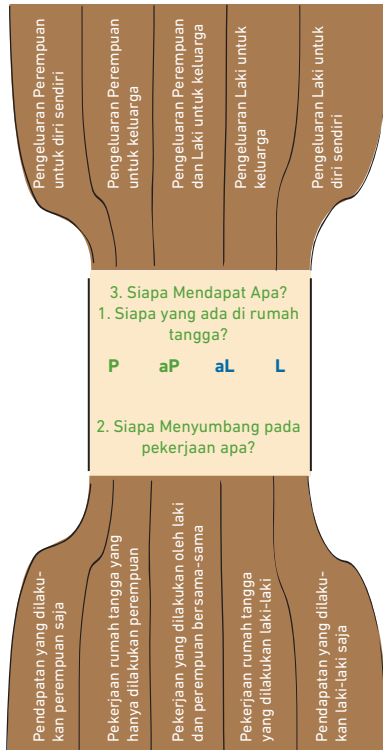 Pengeluaran Perempuan
untuk diri sendiri
Pengeluaran Perempuan
untuk keluarga
Pengeluaran Perempuan
dan Laki untuk keluarga
Pengeluaran Laki untuk
keluarga
Pengeluaran Laki untuk
diri sendiri
3. Siapa Mendapat Apa?
1. Siapa yang ada di rumah
tangga?
P aP aL L
2. Siapa Menyumbang pada
pekerjaan apa?
Pendapatan yang dilaku-
kan perempuan saja
Pekerjaan rumah tangga yang
hanya dilakukan perempuan
Pekerjaan yang dilakukan oleh laki
dan perempuan bersama-sama
Pekerjaan rumah tangga
yang dilakukan laki-laki
Pendapatan yang dilaku-
kan laki-laki saja